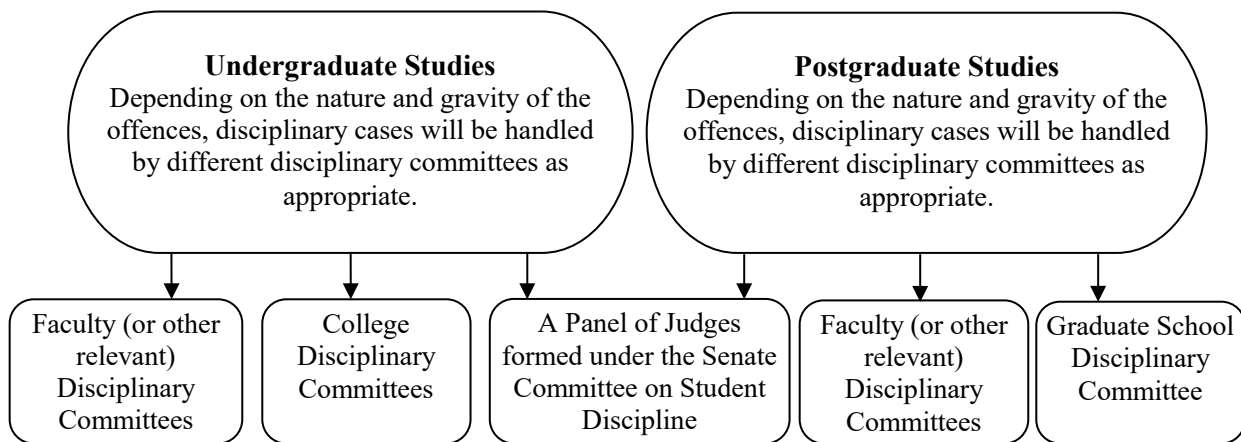 Undergraduate Studies
Depending on the nature and gravity of the
offences, disciplinary cases will be handled
by different disciplinary committees as
appropriate.
Postgraduate Studies
Depending on the nature and gravity of the
offences, disciplinary cases will be handled
by different disciplinary committees as
appropriate.
Faculty (or other
relevant)
Disciplinary
Committees
College
Disciplinary
Committees
A Panel of Judges
formed under the Senate
Committee on Student
Discipline
Faculty (or other
relevant)
Disciplinary
Committees
Graduate School
Disciplinary
Committee